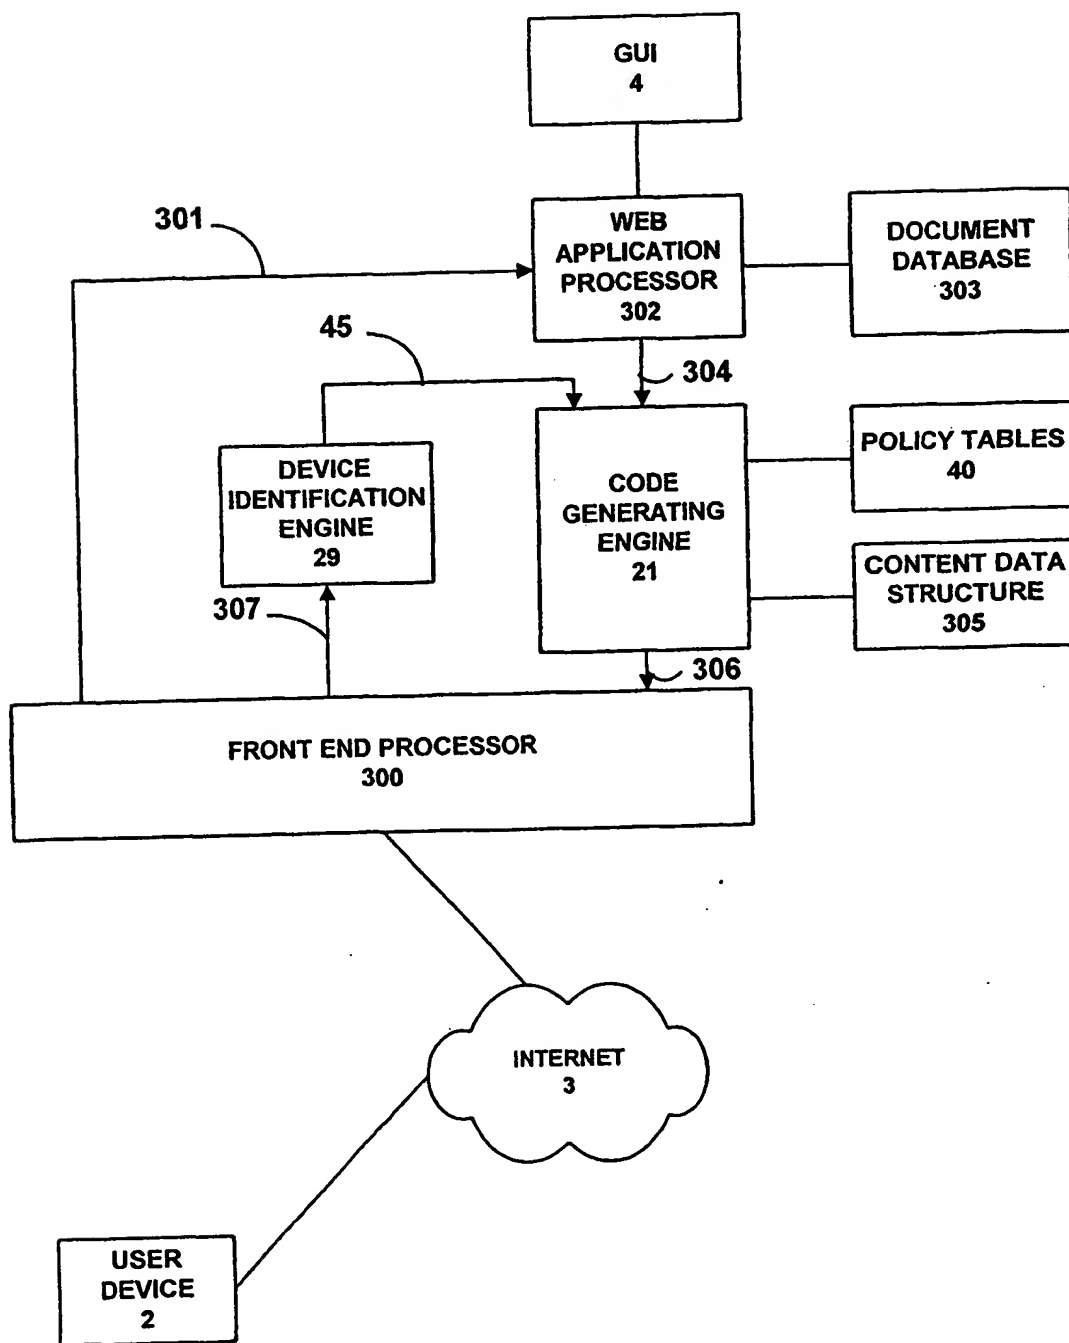 GUI
4
301
WEB
APPLICATION
PROCESSOR
302
DOCUMENT
DATABASE
303
45
304
DEVICE
IDENTIFICATION
ENGINE
29
CODE
GENERATING
ENGINE
21
POLICY TABLES
40
CONTENT DATA
STRUCTURE
305
307
306
FRONT END PROCESSOR
300
INTERNET
3
USER
DEVICE
2